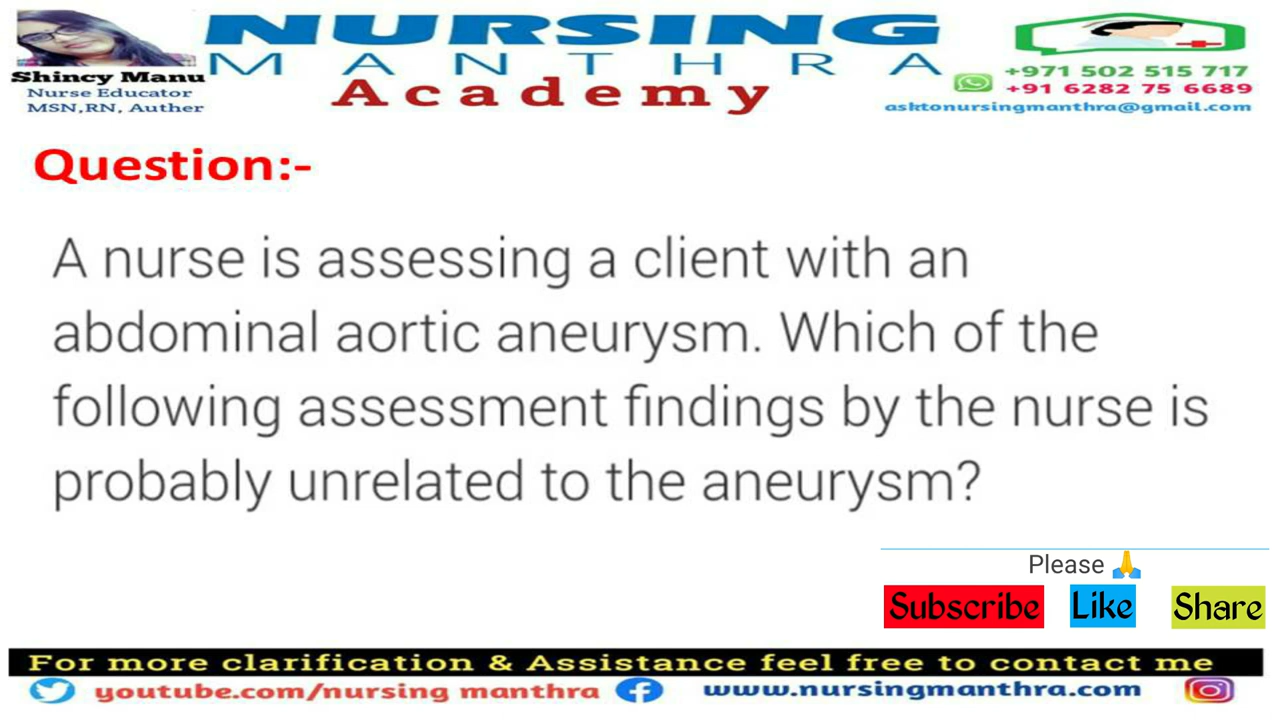 NURSING
MANTHRA
Academy
Shincy Manu
Nurse Educator
MSN,RN, Auther
+971 502 515 717
+91 6282 75 6689
asktonursingmanthra@gmail.com
Question:-
A nurse is assessing a client with an
abdominal aortic aneurysm. Which of the
following assessment findings by the nurse is
probably unrelated to the aneurysm?
Please 🙏
Subscribe Like Share
For more clarification & Assistance feel free to contact me
youtube.com/nursing manthra www.nursingmanthra.com